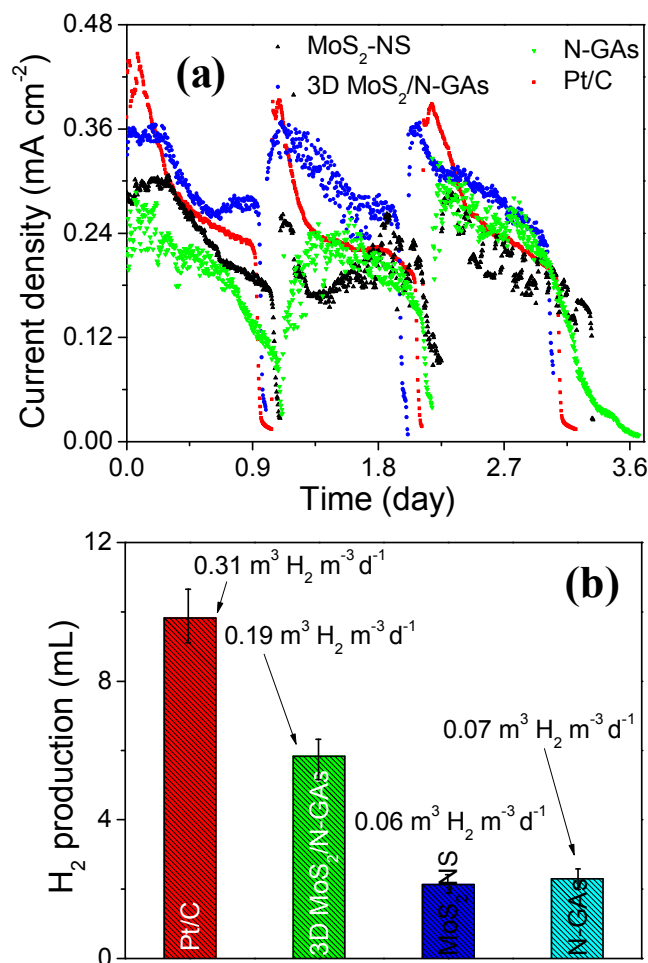 0.48
0.36
0.24
0.12
0.00
Current density (mA cm⁻²)
(a)
MoS₂-NS
3D MoS₂/N-GAs
N-GAs
Pt/C
0.0
0.9
1.8
2.7
3.6
Time (day)
12
8
4
0
H₂ production (mL)
(b)
0.31 m³ H₂ m⁻³ d⁻¹
0.19 m³ H₂ m⁻³ d⁻¹
0.07 m³ H₂ m⁻³ d⁻¹
0.06 m³ H₂ m⁻³ d⁻¹
Pt/C
3D MoS₂/N-GAs
MoS₂-NS
N-GAs